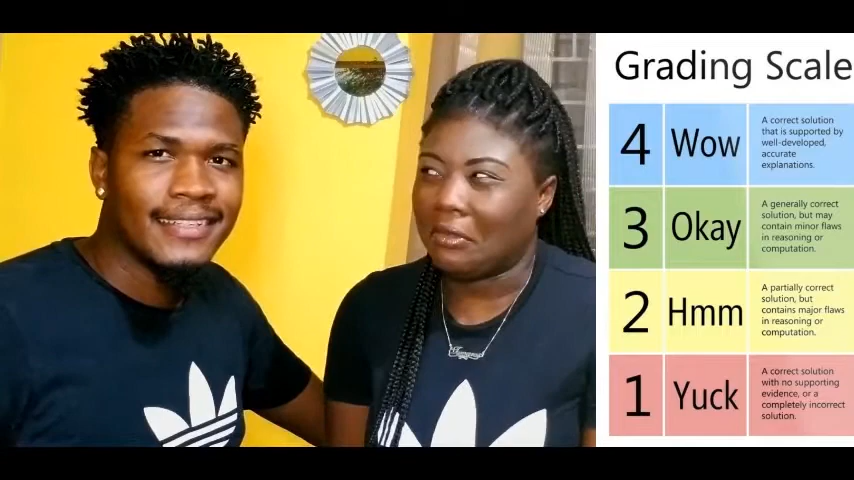 Grading Scale
4 Wow
A correct solution
that is supported by
well-developed,
accurate
explanations.
3 Okay
A generally correct
solution, but may
contain minor flaws
in reasoning or
computation.
2 Hmm
A partially correct
solution, but
contains major flaws
in reasoning or
computation.
1 Yuck
A correct solution
with no supporting
evidence, or a
completely incorrect
solution.